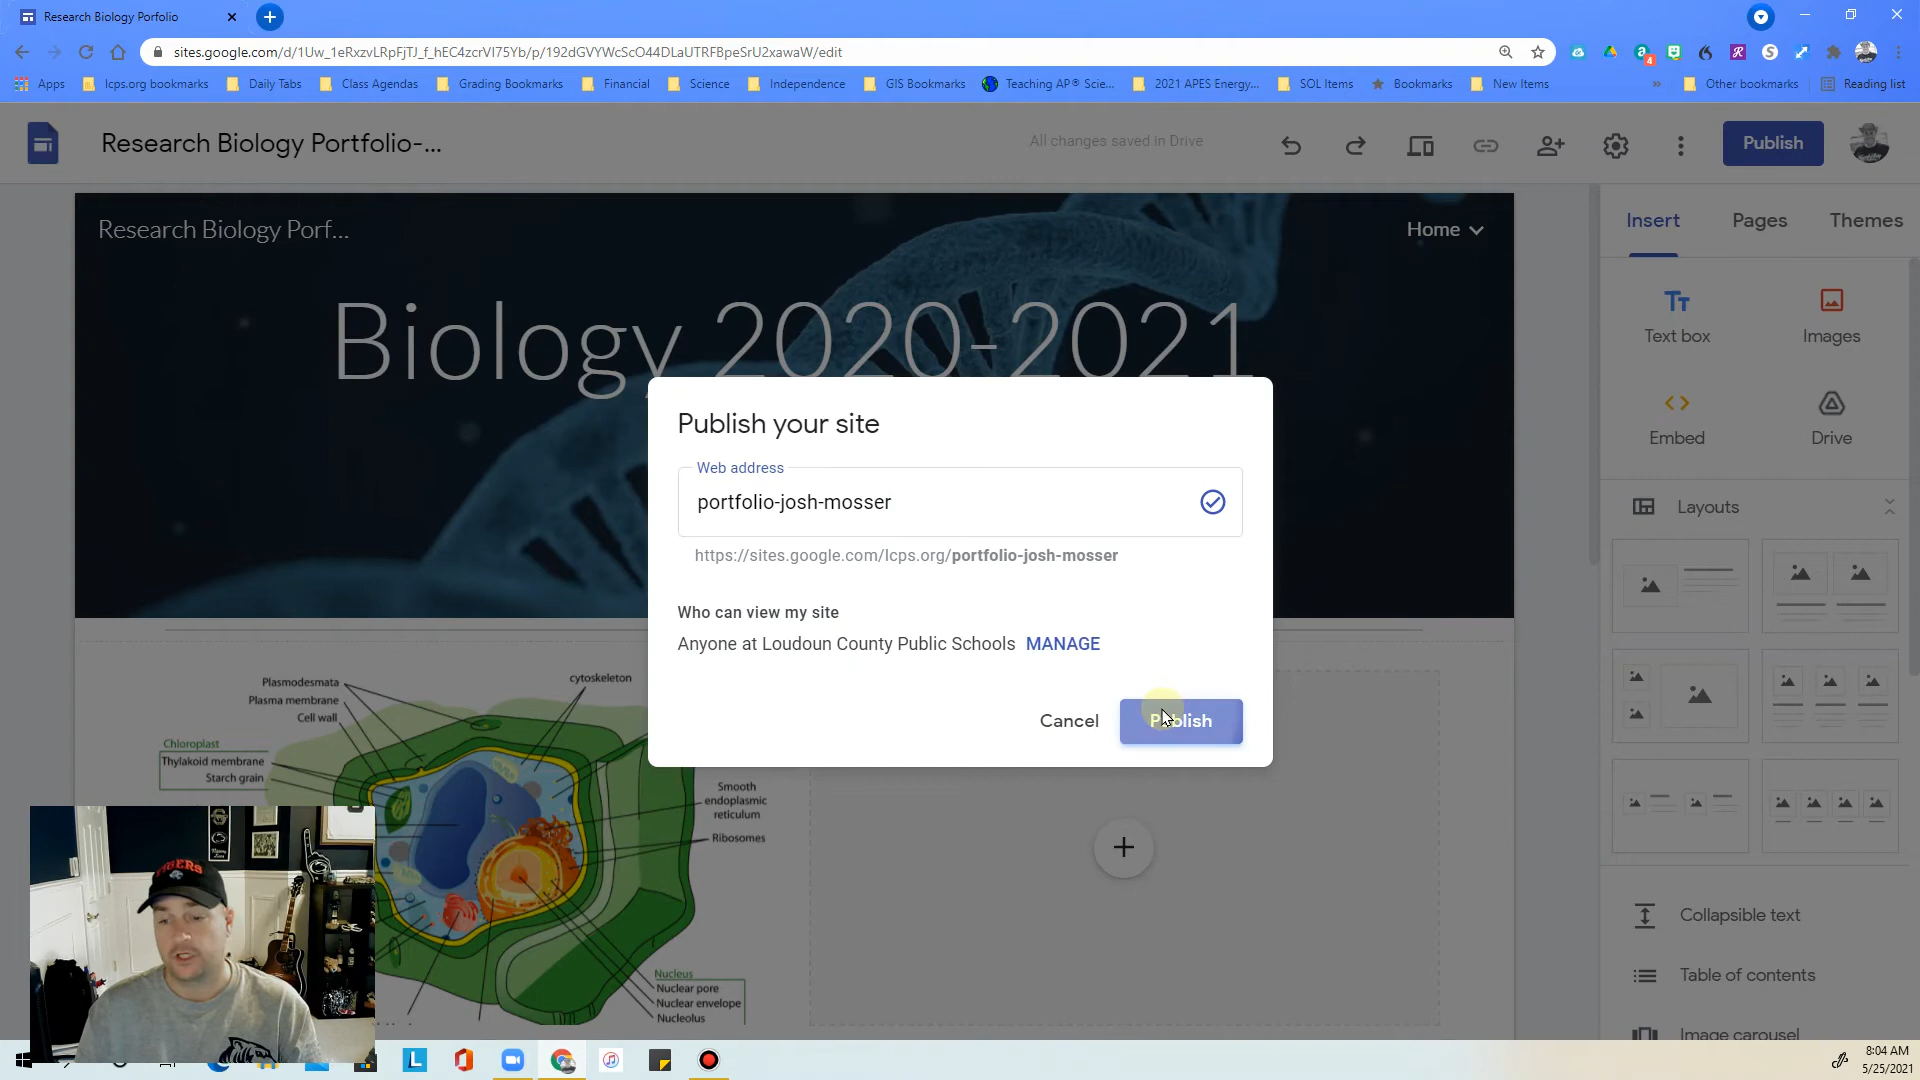 Research Biology Porfolio
sites.google.com/d/1Uw_1eRxzvLRpFjTJ_f_hEC4zcrVI75Yb/p/192dGVYWcScO44DLaUTRFBpeSrU2xawaW/edit
Apps lcps.org bookmarks Daily Tabs Class Agendas Grading Bookmarks Financial Science Independence GIS Bookmarks Teaching AP® Scie... 2021 APES Energy... SOL Items Bookmarks New Items » Other bookmarks Reading list
Research Biology Portfolio-...
All changes saved in Drive
Publish
Research Biology Porf...
Home
Biology 2020-2021
Insert Pages Themes
Text box Images
Embed Drive
Layouts
Collapsible text
Table of contents
Image carousel
Publish your site
Web address
portfolio-josh-mosser
https://sites.google.com/lcps.org/portfolio-josh-mosser
Who can view my site
Anyone at Loudoun County Public Schools MANAGE
Cancel Publish
Plasmodesmata
Plasma membrane
Cell wall
cytoskeleton
Chloroplast
Thylakoid membrane
Starch grain
Smooth
endoplasmic
reticulum
Ribosomes
Nucleus
Nuclear pore
Nuclear envelope
Nucleolus
TIGERS
4
L
8:04 AM
5/25/2021